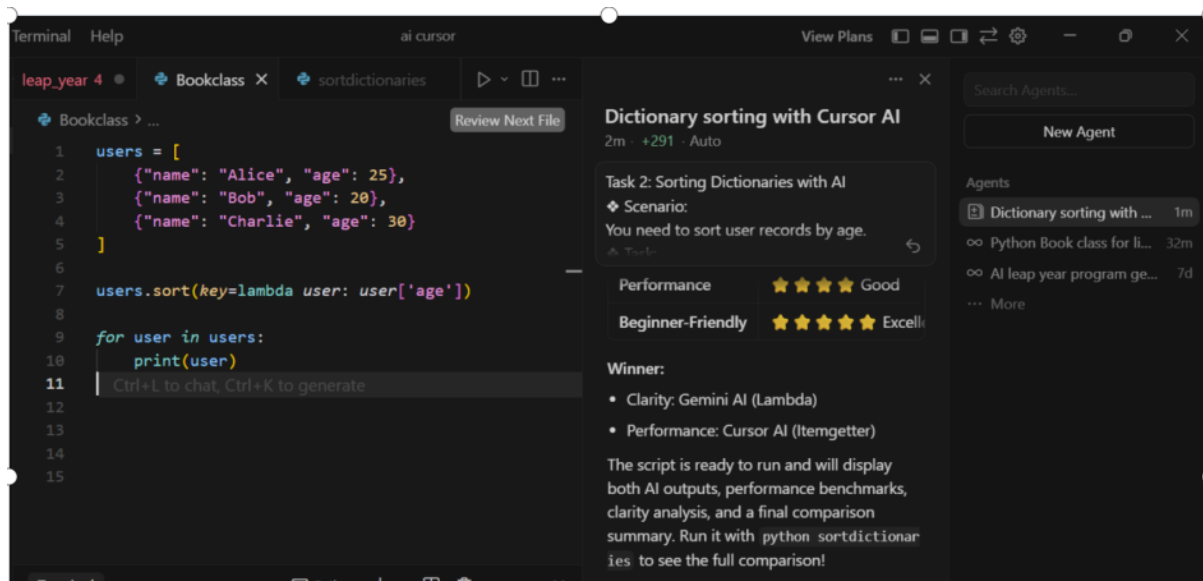 Terminal Help ai cursor View Plans
leap_year 4 Bookclass sortdictionaries
Bookclass > ...
Review Next File
1 users = [
2 {"name": "Alice", "age": 25},
3 {"name": "Bob", "age": 20},
4 {"name": "Charlie", "age": 30}
5 ]
6
7 users.sort(key=lambda user: user['age'])
8
9 for user in users:
10 print(user)
11 Ctrl+L to chat, Ctrl+K to generate
12
13
14
15
Dictionary sorting with Cursor AI
2m · +291 · Auto
Task 2: Sorting Dictionaries with AI
❖ Scenario:
You need to sort user records by age.
❖ Task:
Performance ⭐⭐⭐⭐ Good
Beginner-Friendly ⭐⭐⭐⭐⭐ Excell
Winner:
• Clarity: Gemini AI (Lambda)
• Performance: Cursor AI (Itemgetter)
The script is ready to run and will display
both AI outputs, performance benchmarks,
clarity analysis, and a final comparison
summary. Run it with python sortdictionar
ies to see the full comparison!
Search Agents...
New Agent
Agents
Dictionary sorting with ... 1m
Python Book class for li... 32m
AI leap year program ge... 7d
... More